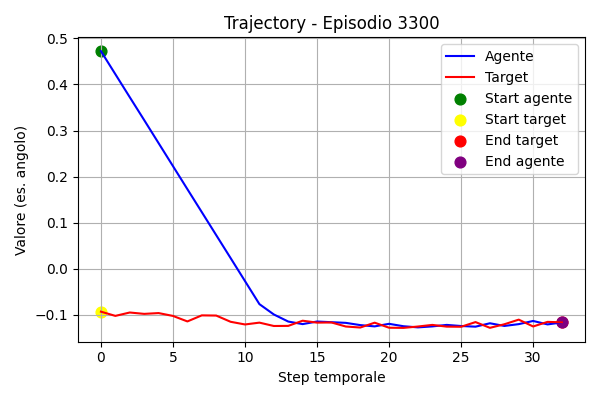 Trajectory - Episodio 3300
Valore (es. angolo)
0.5
0.4
0.3
0.2
0.1
0.0
−0.1
0
5
10
15
20
25
30
Step temporale
Agente
Target
Start agente
Start target
End target
End agente